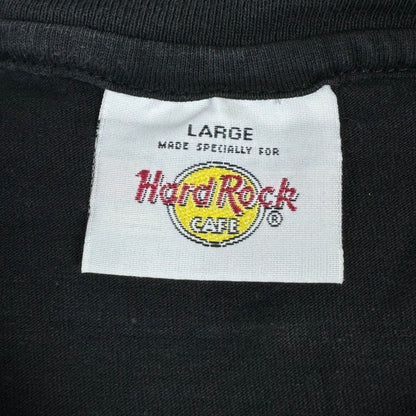 LARGE
MADE SPECIALLY FOR
Hard Rock
CAFE ®